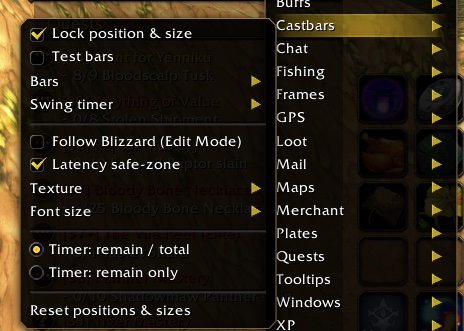 Lock position & size
Test bars
Bars
Swing timer
Follow Blizzard (Edit Mode)
Latency safe-zone
Texture
Font size
Timer: remain / total
Timer: remain only
Reset positions & sizes
Buffs
Castbars
Chat
Fishing
Frames
GPS
Loot
Mail
Maps
Merchant
Plates
Quests
Tooltips
Windows
XP